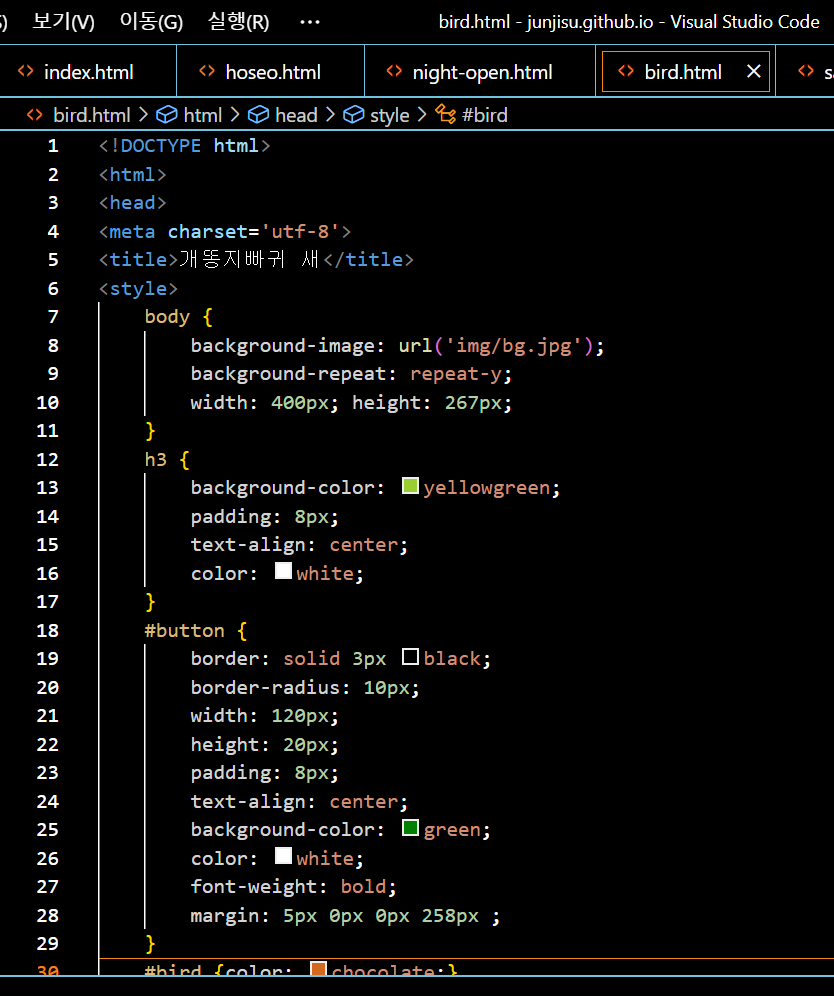 보기(V) 이동(G) 실행(R) ··· bird.html - junjisu.github.io - Visual Studio Code
index.html hoseo.html night-open.html bird.html
bird.html > html > head > style > #bird
1 <!DOCTYPE html>
2 <html>
3 <head>
4 <meta charset='utf-8'>
5 <title>개똥지빠귀 새</title>
6 <style>
7 body {
8 background-image: url('img/bg.jpg');
9 background-repeat: repeat-y;
10 width: 400px; height: 267px;
11 }
12 h3 {
13 background-color: yellowgreen;
14 padding: 8px;
15 text-align: center;
16 color: white;
17 }
18 #button {
19 border: solid 3px black;
20 border-radius: 10px;
21 width: 120px;
22 height: 20px;
23 padding: 8px;
24 text-align: center;
25 background-color: green;
26 color: white;
27 font-weight: bold;
28 margin: 5px 0px 0px 258px ;
29 }
30 #bird {color: chocolate;}